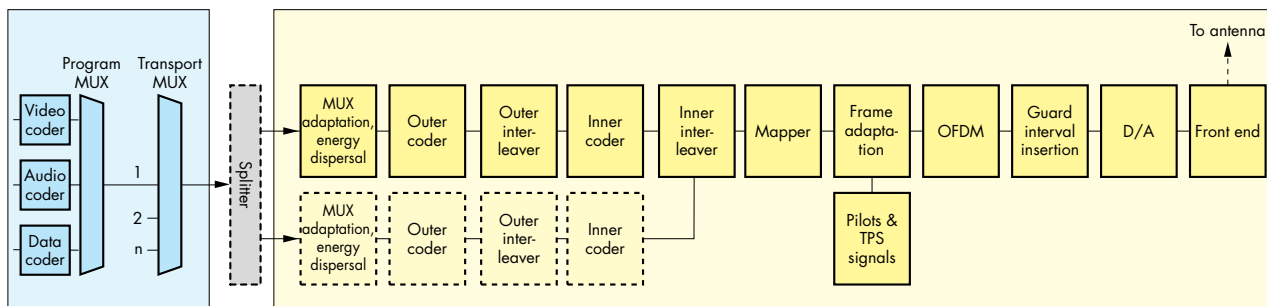 Program
MUX
Transport
MUX
Video
coder
Audio
coder
Data
coder
1
2
n
Splitter
MUX
adaptation,
energy
dispersal
Outer
coder
Outer
inter-
leaver
Inner
coder
Inner
inter-
leaver
Mapper
Frame
adapta-
tion
OFDM
Guard
interval
insertion
D/A
Front end
To antenna
MUX
adaptation,
energy
dispersal
Outer
coder
Outer
inter-
leaver
Inner
coder
Pilots &
TPS
signals